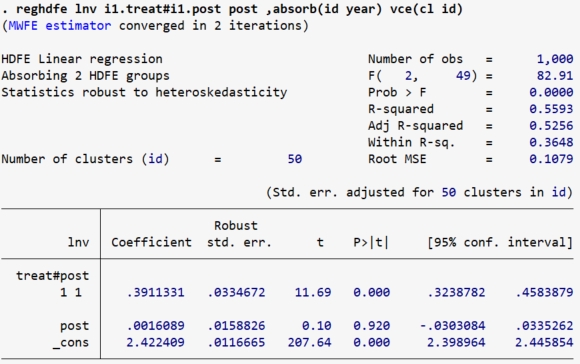 . reghdfe lnv i1.treat#i1.post post ,absorb(id year) vce(cl id)
(MWFE estimator converged in 2 iterations)
HDFE Linear regression Number of obs = 1,000
Absorbing 2 HDFE groups F( 2, 49) = 82.91
Statistics robust to heteroskedasticity Prob > F = 0.0000
R-squared = 0.5593
Adj R-squared = 0.5256
Within R-sq. = 0.3648
Number of clusters (id) = 50 Root MSE = 0.1079
(Std. err. adjusted for 50 clusters in id)
Robust
lnv Coefficient std. err. t P>|t| [95% conf. interval]
treat#post
1 1 .3911331 .0334672 11.69 0.000 .3238782 .4583879
post .0016089 .0158826 0.10 0.920 -.0303084 .0335262
_cons 2.422409 .0116665 207.64 0.000 2.398964 2.445854